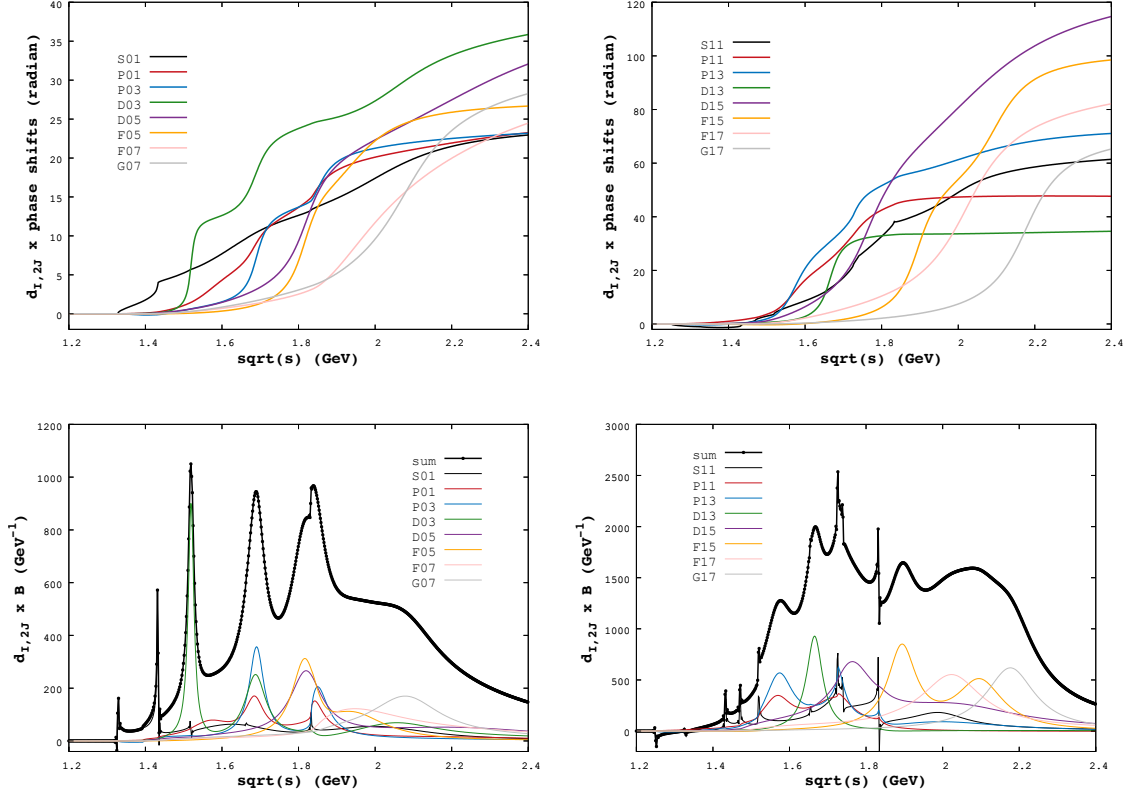 40
35
30
25
20
15
10
5
0
d_{I,2J} x phase shifts (radian)
S01
P01
P03
D03
D05
F05
F07
G07
1.2 1.4 1.6 1.8 2 2.2 2.4
sqrt(s) (GeV)
120
100
80
60
40
20
0
d_{I,2J} x phase shifts (radian)
S11
P11
P13
D13
D15
F15
F17
G17
1.2 1.4 1.6 1.8 2 2.2 2.4
sqrt(s) (GeV)
1200
1000
800
600
400
200
0
d_{I,2J} x B (GeV^{-1})
sum
S01
P01
P03
D03
D05
F05
F07
G07
1.2 1.4 1.6 1.8 2 2.2 2.4
sqrt(s) (GeV)
3000
2500
2000
1500
1000
500
0
d_{I,2J} x B (GeV^{-1})
sum
S11
P11
P13
D13
D15
F15
F17
G17
1.2 1.4 1.6 1.8 2 2.2 2.4
sqrt(s) (GeV)